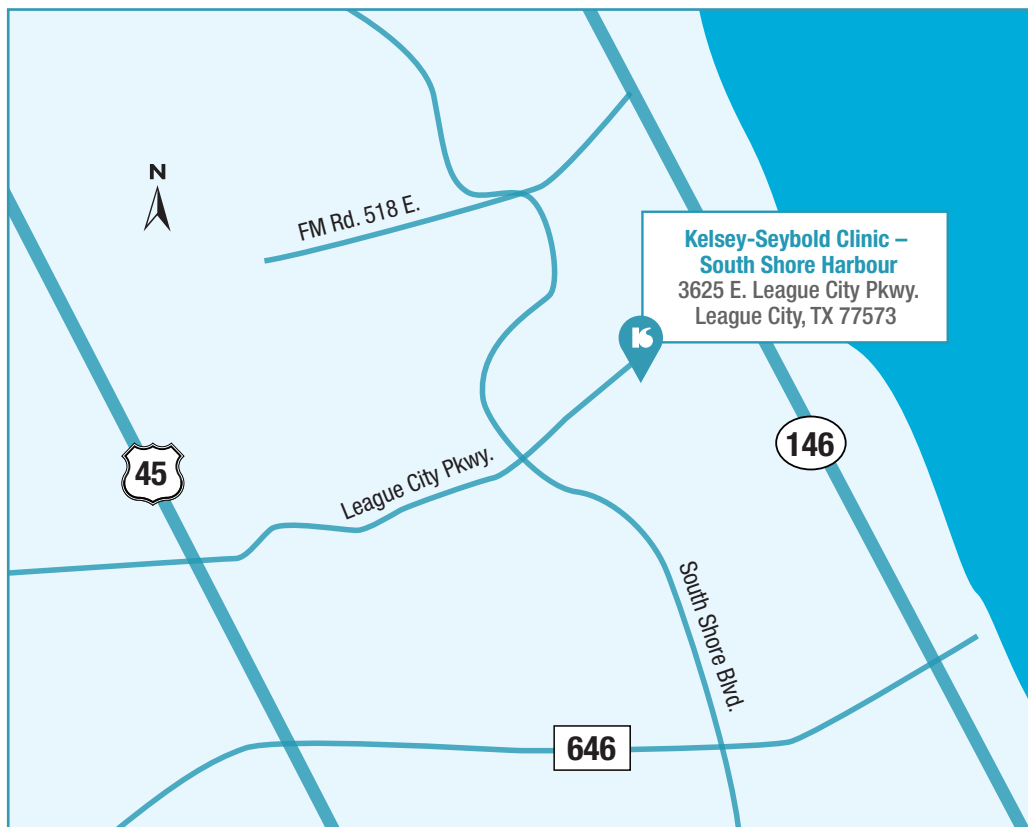 N
FM Rd. 518 E.
Kelsey-Seybold Clinic –
South Shore Harbour
3625 E. League City Pkwy.
League City, TX 77573
KS
146
45
League City Pkwy.
South Shore Blvd.
646